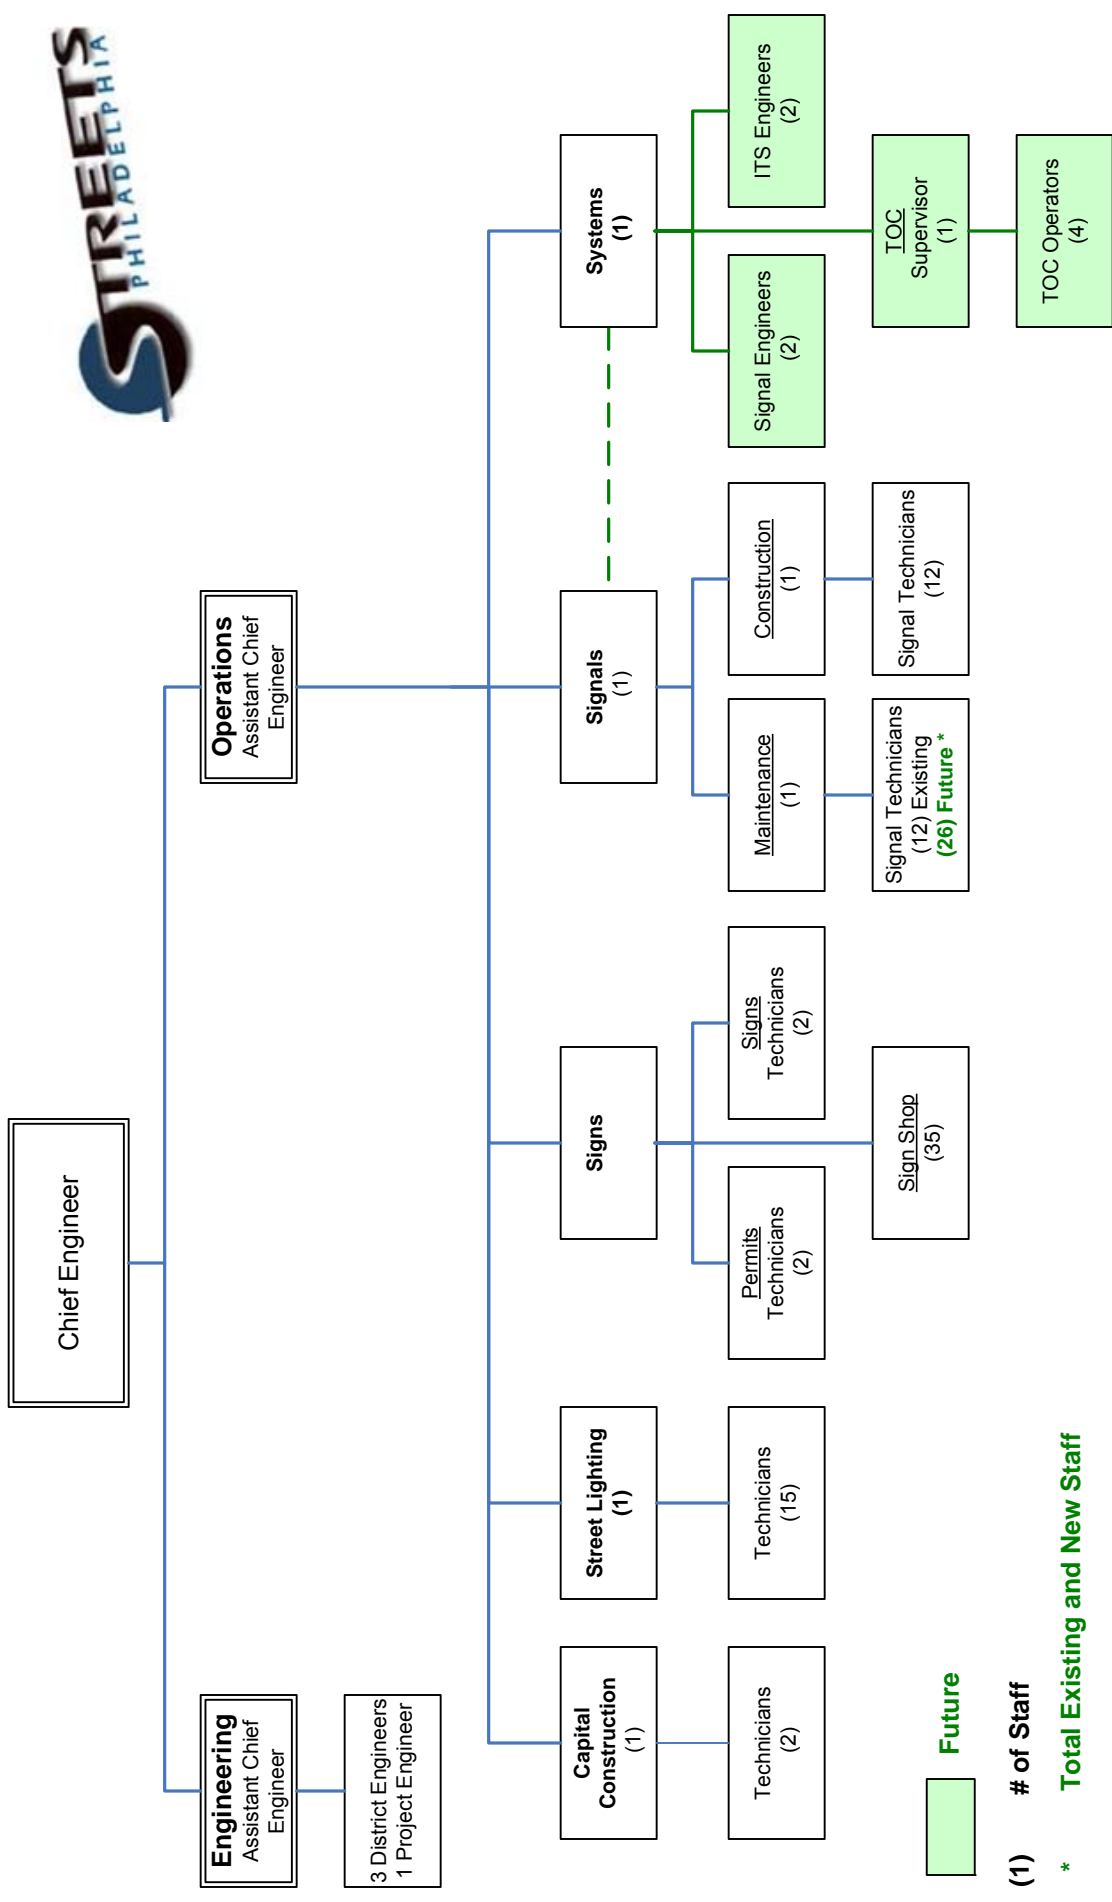 STREETS
PHILADELPHIA
Chief Engineer
Engineering
Assistant Chief
Engineer
Operations
Assistant Chief
Engineer
3 District Engineers
1 Project Engineer
Capital
Construction
(1)
Street Lighting
(1)
Signs
Signals
(1)
Systems
(1)
Technicians
(2)
Technicians
(15)
Permits
Technicians
(2)
Signs
Technicians
(2)
Maintenance
(1)
Construction
(1)
Signal Engineers
(2)
ITS Engineers
(2)
Sign Shop
(35)
Signal Technicians
(12) Existing
(26) Future *
Signal Technicians
(12)
TOC
Supervisor
(1)
TOC Operators
(4)
Future
(1) # of Staff
* Total Existing and New Staff